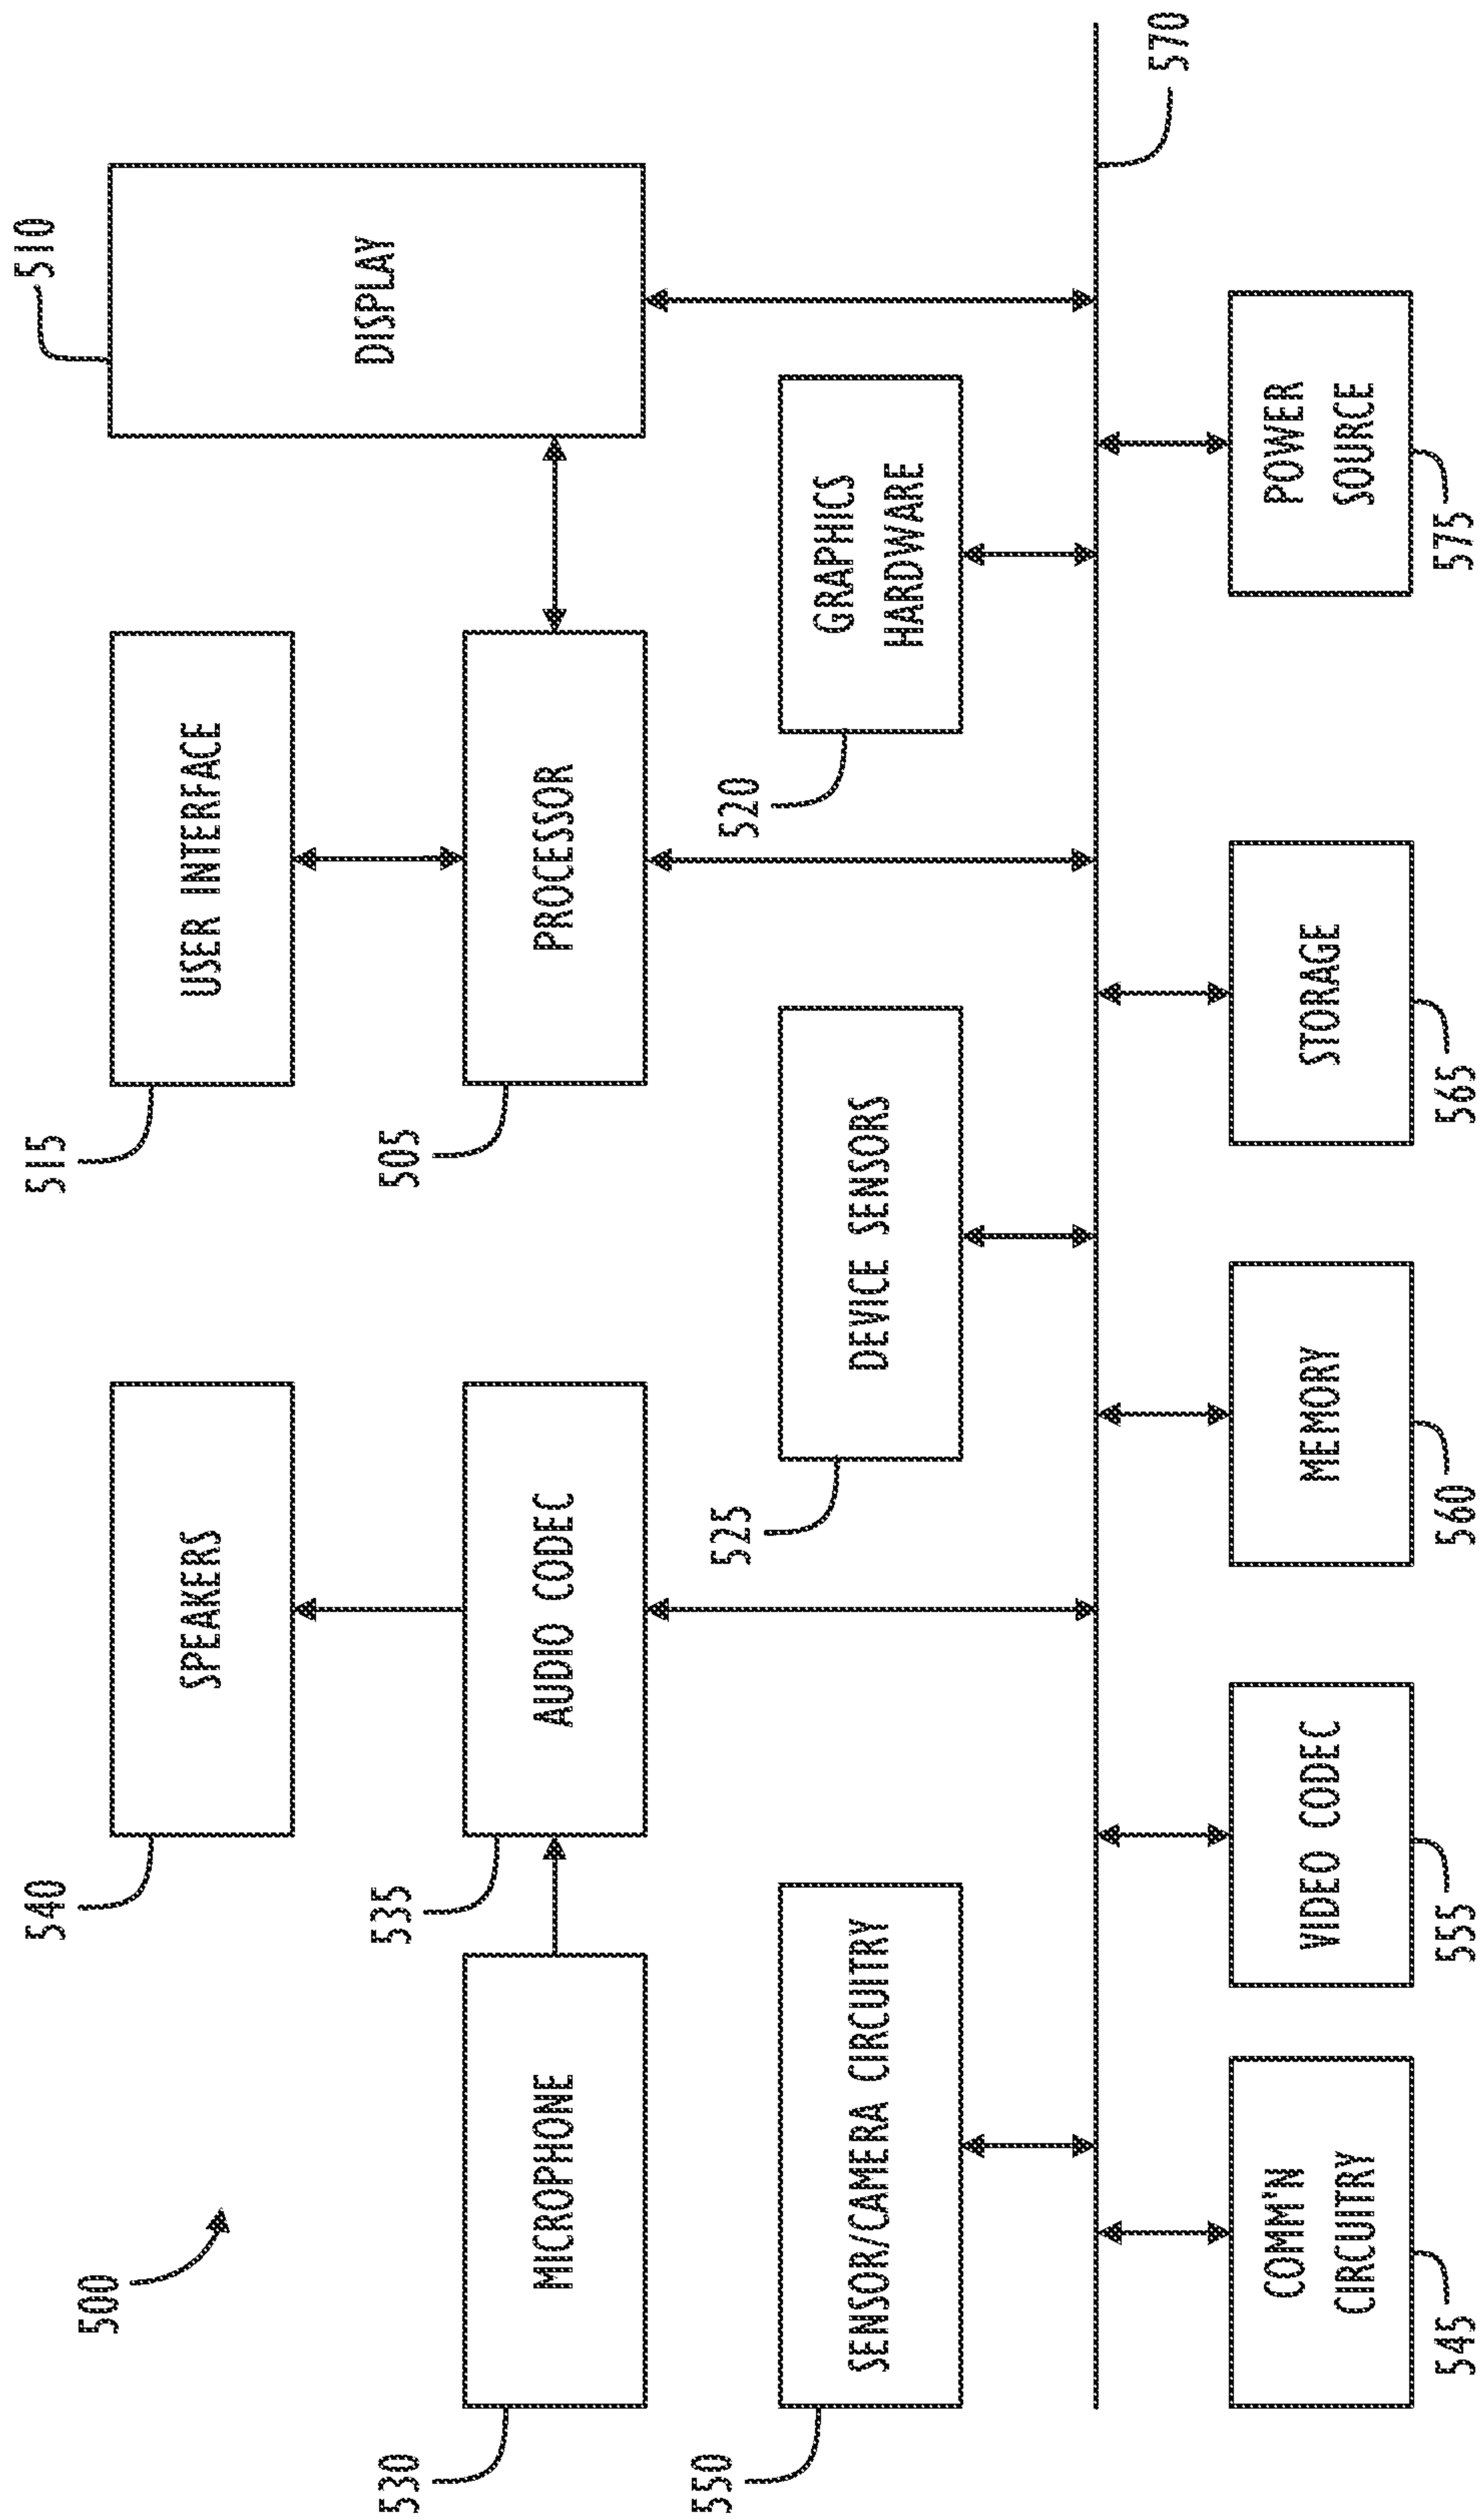 500
540
SPEAKERS
515
USER INTERFACE
510
DISPLAY
530
MICROPHONE
535
AUDIO CODEC
505
PROCESSOR
550
SENSOR/CAMERA CIRCUITRY
525
DEVICE SENSORS
520
GRAPHICS
HARDWARE
570
COMM'N
CIRCUITRY
545
VIDEO CODEC
555
MEMORY
560
STORAGE
565
POWER
SOURCE
575